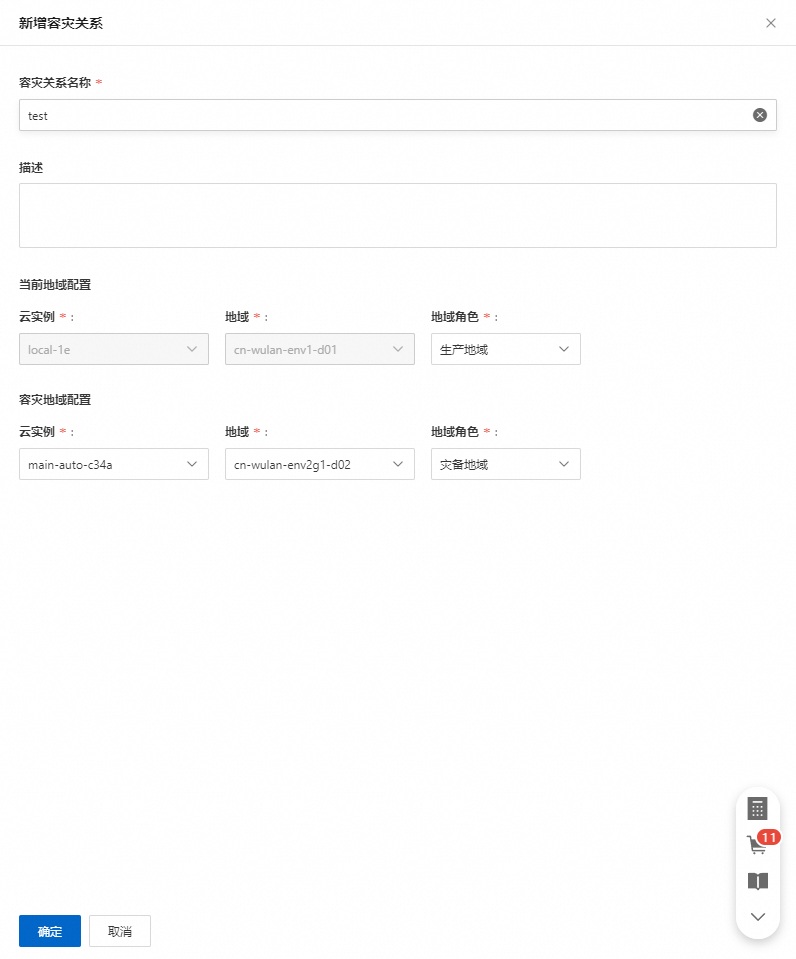 新增容灾关系
容灾关系名称 *
test
描述
当前地域配置
云实例 * : 地域 * : 地域角色 * :
local-1e cn-wulan-env1-d01 生产地域
容灾地域配置
云实例 * : 地域 * : 地域角色 * :
main-auto-c34a cn-wulan-env2g1-d02 灾备地域
11
确定 取消